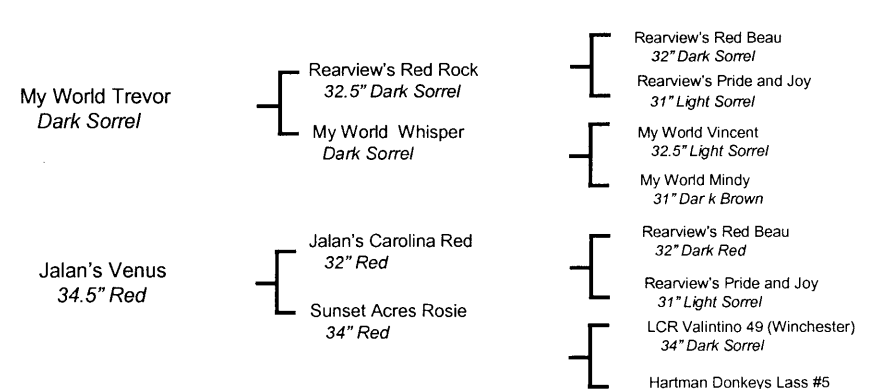 My World Trevor
Dark Sorrel
Rearview's Red Rock
32.5" Dark Sorrel
My World Whisper
Dark Sorrel
Rearview's Red Beau
32" Dark Sorrel
Rearview's Pride and Joy
31" Light Sorrel
My World Vincent
32.5" Light Sorrel
My World Mindy
31" Dar k Brown
Jalan's Venus
34.5" Red
Jalan's Carolina Red
32" Red
Sunset Acres Rosie
34" Red
Rearview's Red Beau
32" Dark Red
Rearview's Pride and Joy
31" Light Sorrel
LCR Valintino 49 (Winchester)
34" Dark Sorrel
Hartman Donkeys Lass #5